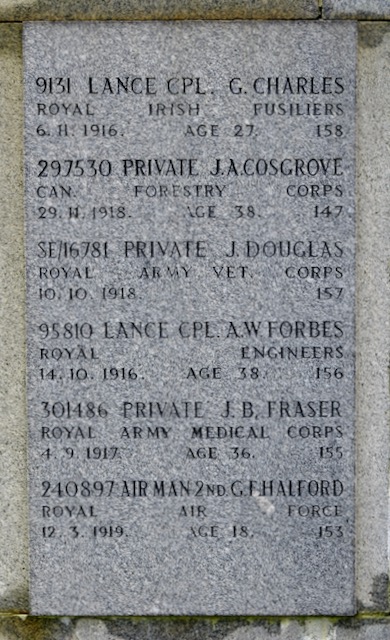 9131 LANCE CPL. G. CHARLES
ROYAL IRISH FUSILIERS
6. 11. 1916. AGE 27. 158
297530 PRIVATE J.A.COSGROVE
CAN. FORESTRY CORPS
29. 11. 1918. AGE 38. 147
SE/16781 PRIVATE J. DOUGLAS
ROYAL ARMY VET. CORPS
10. 10. 1918. 157
95810 LANCE CPL. A.W FORBES
ROYAL ENGINEERS
14. 10. 1916. AGE 38. 156
301486 PRIVATE J. B. FRASER
ROYAL ARMY MEDICAL CORPS
4. 9. 1917 AGE 36. 155
240897 AIRMAN 2ND G. F. HALFORD
ROYAL AIR FORCE
12. 3. 1919. AGE 18. 153